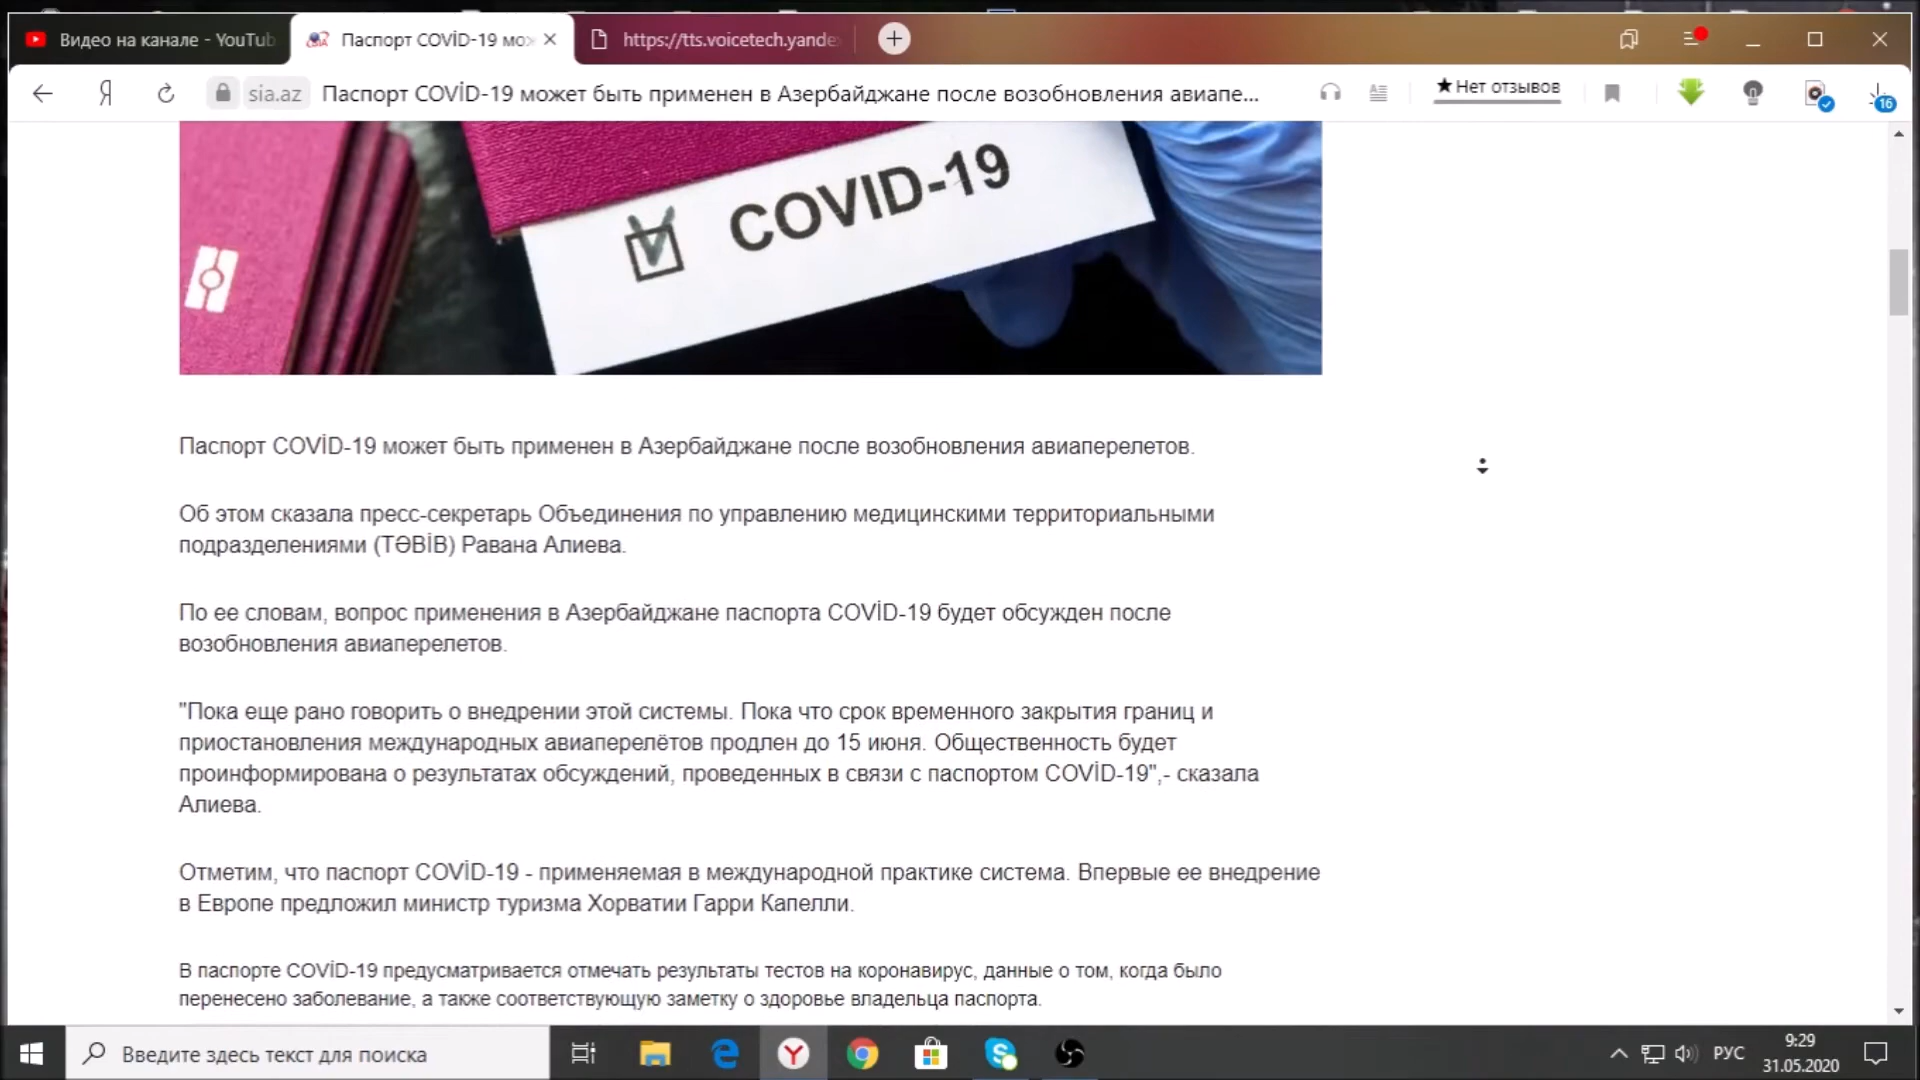 Видео на канале - YouTub
Паспорт COVİD-19 мо
https://tts.voicetech.yande
sia.az
Паспорт COVİD-19 может быть применен в Азербайджане после возобновления авиапе...
★Нет отзывов
16
COVID-19
Паспорт COVİD-19 может быть применен в Азербайджане после возобновления авиаперелетов.
Об этом сказала пресс-секретарь Объединения по управлению медицинскими территориальными
подразделениями (TƏBİB) Равана Алиева.
По ее словам, вопрос применения в Азербайджане паспорта COVİD-19 будет обсужден после
возобновления авиаперелетов.
"Пока еще рано говорить о внедрении этой системы. Пока что срок временного закрытия границ и
приостановления международных авиаперелётов продлен до 15 июня. Общественность будет
проинформирована о результатах обсуждений, проведенных в связи с паспортом COVİD-19",- сказала
Алиева.
Отметим, что паспорт COVİD-19 - применяемая в международной практике система. Впервые ее внедрение
в Европе предложил министр туризма Хорватии Гарри Капелли.
В паспорте COVİD-19 предусматривается отмечать результаты тестов на коронавирус, данные о том, когда было
перенесено заболевание, а также соответствующую заметку о здоровье владельца паспорта.
Введите здесь текст для поиска
РУС
9:29
31.05.2020